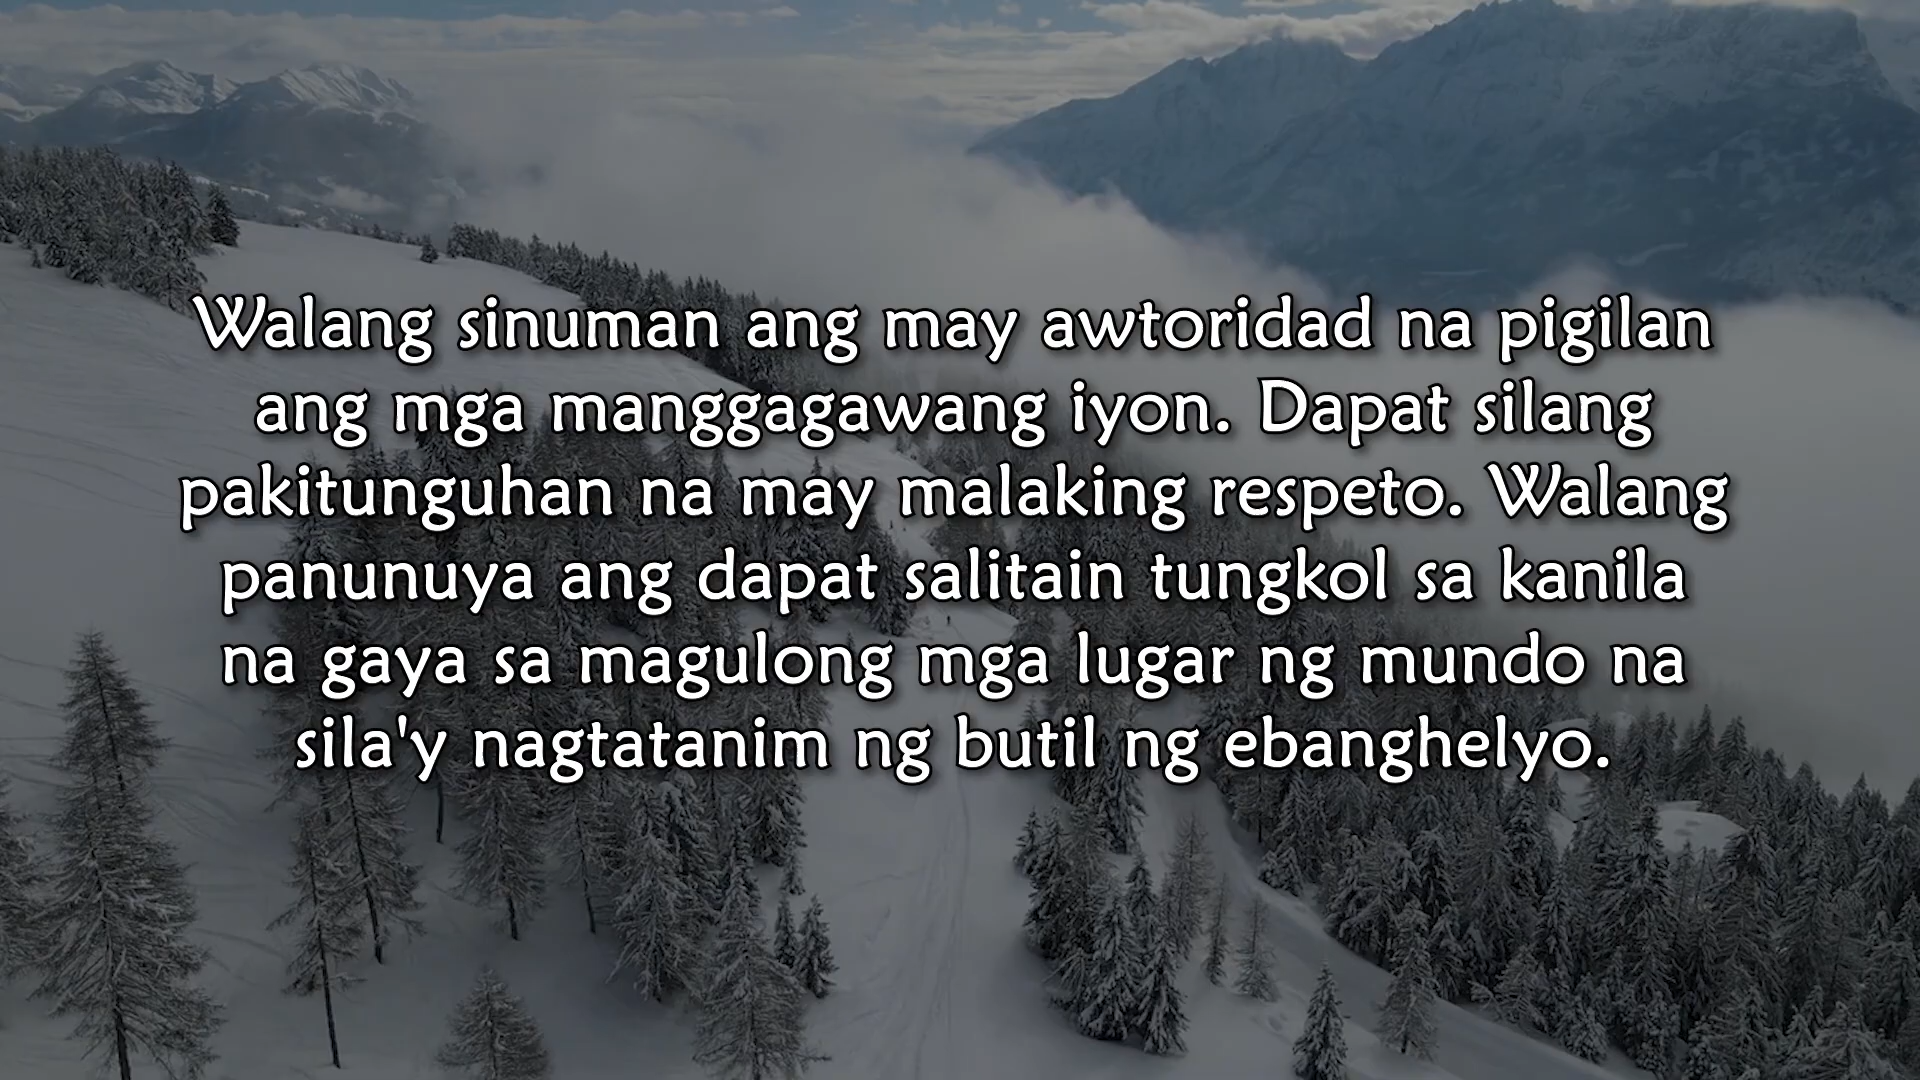 Walang sinuman ang may awtoridad na pigilan
ang mga manggagawang iyon. Dapat silang
pakitunguhan na may malaking respeto. Walang
panunuya ang dapat salitain tungkol sa kanila
na gaya sa magulong mga lugar ng mundo na
sila'y nagtatanim ng butil ng ebanghelyo.